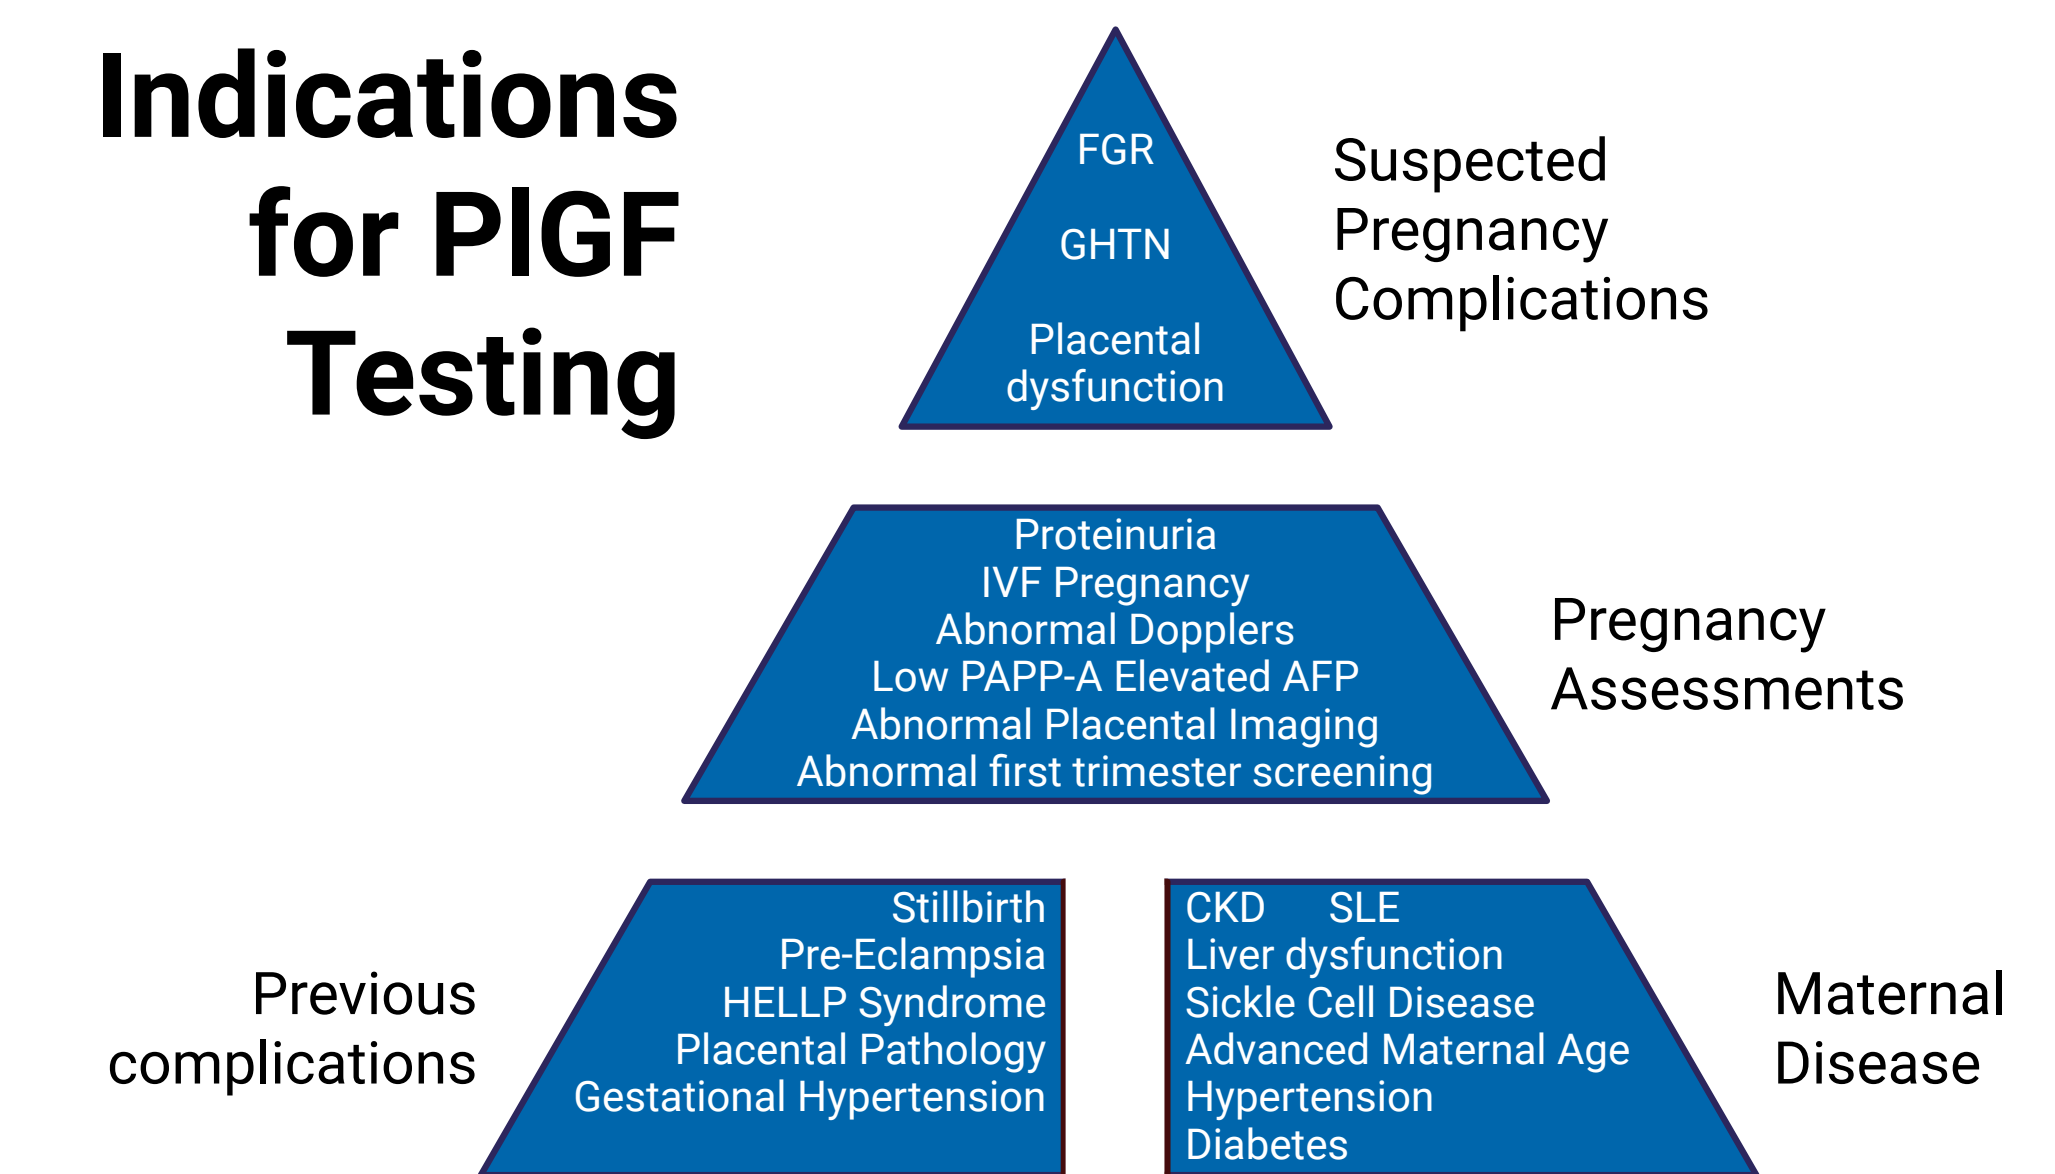 Indications
for PlGF
Testing
FGR
GHTN
Placental
dysfunction
Suspected
Pregnancy
Complications
Proteinuria
IVF Pregnancy
Abnormal Dopplers
Low PAPP-A Elevated AFP
Abnormal Placental Imaging
Abnormal first trimester screening
Pregnancy
Assessments
Previous
complications
Stillbirth
Pre-Eclampsia
HELLP Syndrome
Placental Pathology
Gestational Hypertension
CKD SLE
Liver dysfunction
Sickle Cell Disease
Advanced Maternal Age
Hypertension
Diabetes
Maternal
Disease